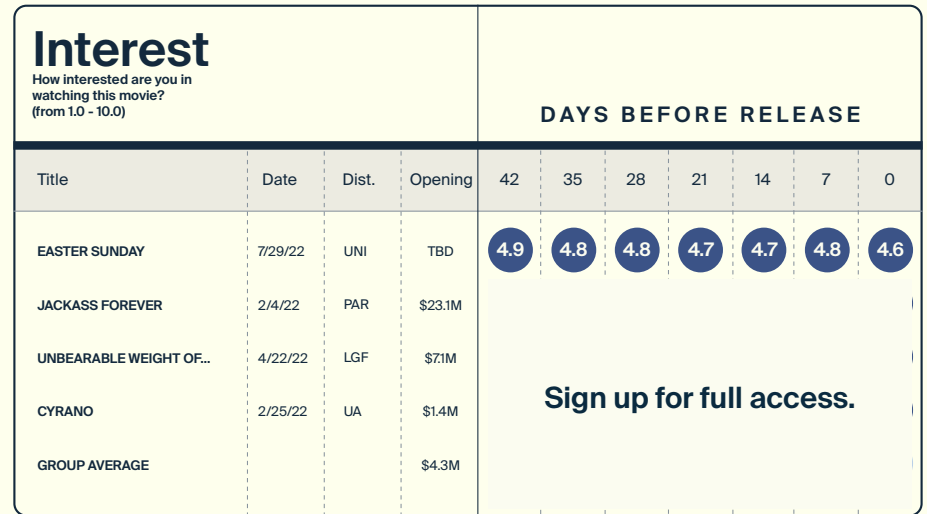 Interest
How interested are you in
watching this movie?
(from 1.0 - 10.0)
DAYS BEFORE RELEASE
Title Date Dist. Opening 42 35 28 21 14 7 0
EASTER SUNDAY 7/29/22 UNI TBD 4.9 4.8 4.8 4.7 4.7 4.8 4.6
JACKASS FOREVER 2/4/22 PAR $23.1M
UNBEARABLE WEIGHT OF... 4/22/22 LGF $7.1M
Sign up for full access.
CYRANO 2/25/22 UA $1.4M
GROUP AVERAGE $4.3M